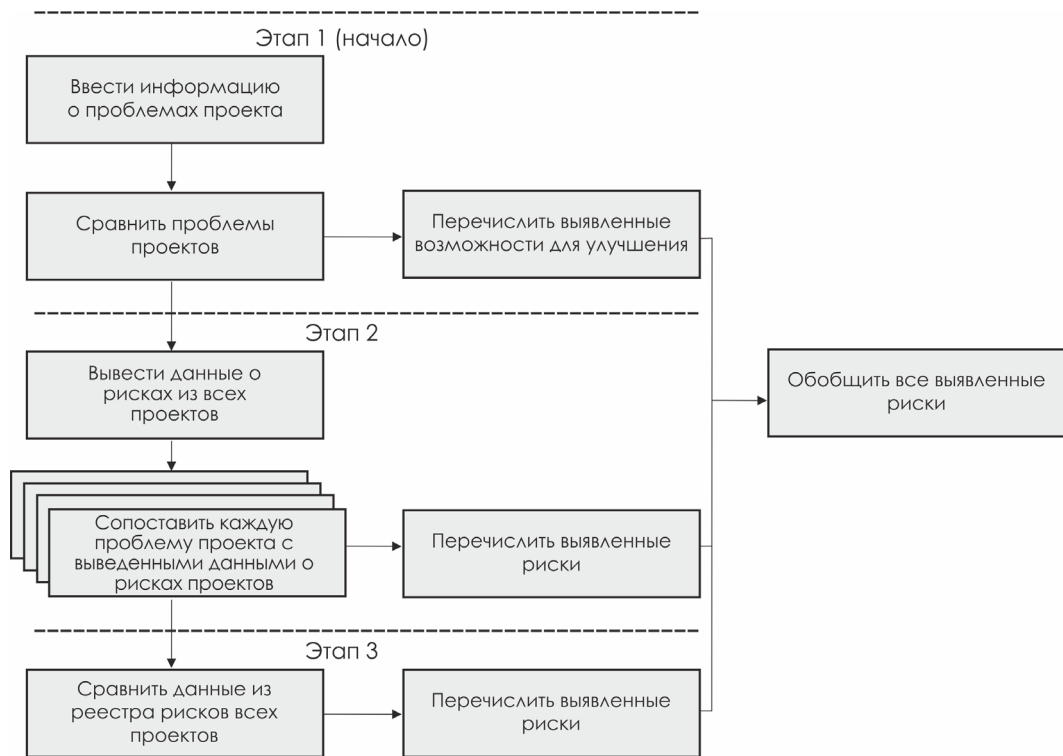 Этап 1 (начало)
Ввести информацию
о проблемах проекта
Сравнить проблемы
проектов
Перечислить выявленные
возможности для улучшения
Этап 2
Вывести данные о
рисках из всех
проектов
Обобщить все выявленные
риски
Сопоставить каждую
проблему проекта с
выведенными данными о
рисках проектов
Перечислить выявленные
риски
Этап 3
Сравнить данные из
реестра рисков всех
проектов
Перечислить выявленные
риски